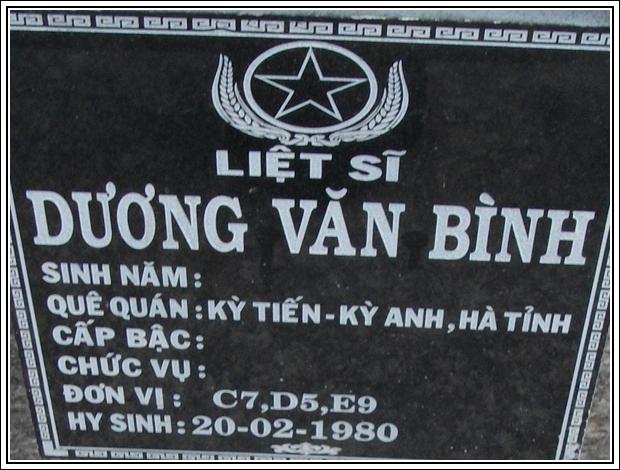 LIỆT SĨ
DƯƠNG VĂN BÌNH
SINH NĂM :
QUÊ QUÁN : KỲ TIẾN - KỲ ANH , HÀ TỈNH
CẤP BẬC :
CHỨC VỤ :
ĐƠN VỊ : C7,D5,E9
HY SINH : 20-02-1980